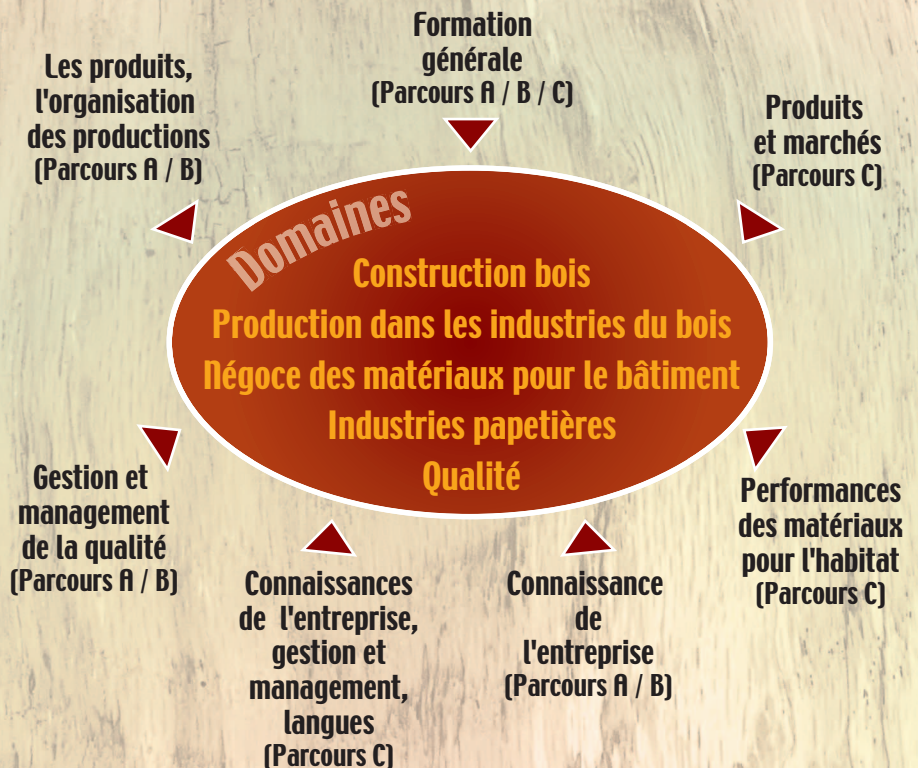 Formation
générale
(Parcours A / B / C)
Les produits,
l'organisation
des productions
(Parcours A / B)
Produits
et marchés
(Parcours C)
Domaines
Construction bois
Production dans les industries du bois
Négoce des matériaux pour le bâtiment
Industries papetières
Qualité
Gestion et
management
de la qualité
(Parcours A / B)
Connaissances
de l'entreprise,
gestion et
management,
langues
(Parcours C)
Connaissance
de
l'entreprise
(Parcours A / B)
Performances
des matériaux
pour l'habitat
(Parcours C)